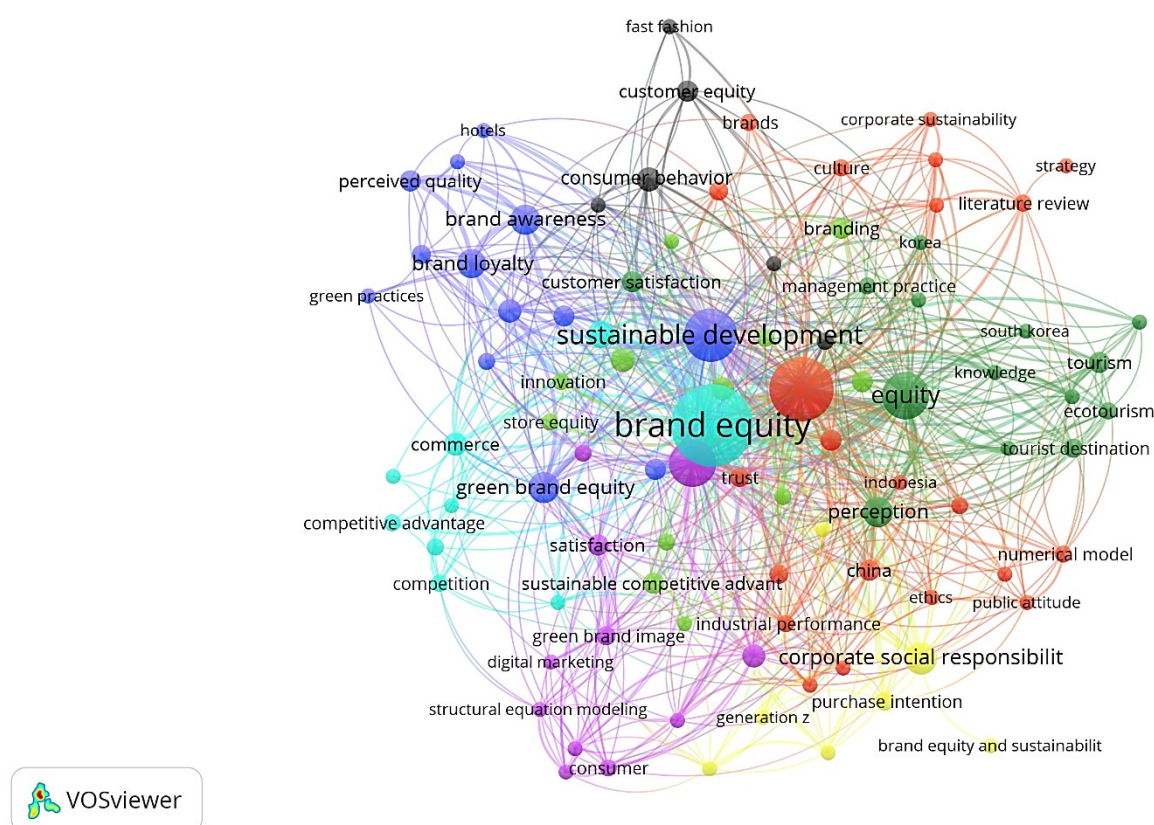 fast fashion
customer equity
brands
corporate sustainability
hotels
strategy
culture
consumer behavior
perceived quality
literature review
brand awareness
branding
korea
brand loyalty
customer satisfaction
management practice
green practices
sustainable development
south korea
tourism
knowledge
innovation
equity
ecotourism
store equity
brand equity
commerce
tourist destination
trust
indonesia
green brand equity
perception
competitive advantage
satisfaction
numerical model
china
competition
sustainable competitive advant
ethics
public attitude
industrial performance
green brand image
corporate social responsibilit
digital marketing
purchase intention
structural equation modeling
generation z
brand equity and sustainabilit
consumer
VOSviewer